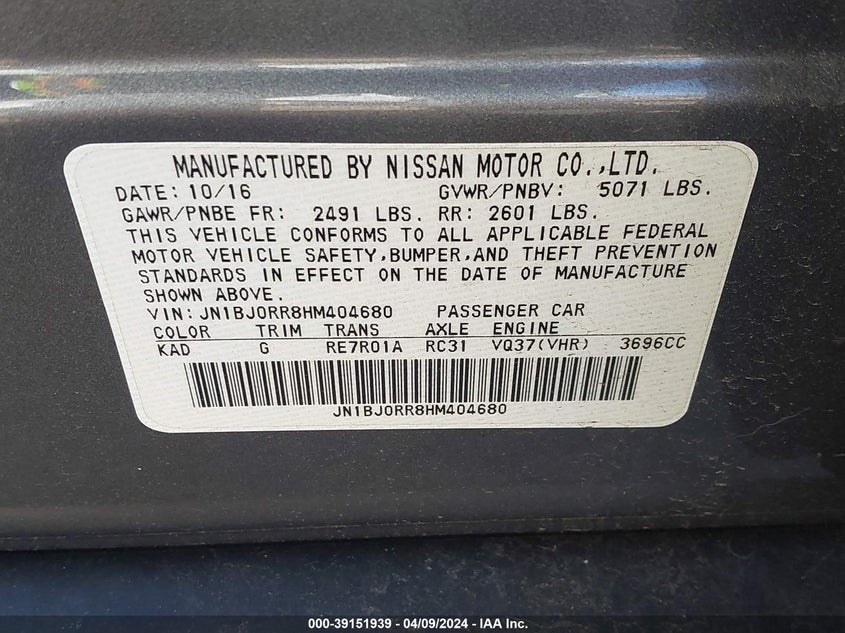 MANUFACTURED BY NISSAN MOTOR CO.,LTD.
DATE: 10/16 GVWR/PNBV: 5071 LBS.
GAWR/PNBE FR: 2491 LBS. RR: 2601 LBS.
THIS VEHICLE CONFORMS TO ALL APPLICABLE FEDERAL
MOTOR VEHICLE SAFETY,BUMPER,AND THEFT PREVENTION
STANDARDS IN EFFECT ON THE DATE OF MANUFACTURE
SHOWN ABOVE.
VIN: JN1BJ0RR8HM404680 PASSENGER CAR
COLOR TRIM TRANS AXLE ENGINE
KAD G RE7R01A RC31 VQ37(VHR) 3696CC
JN1BJ0RR8HM404680
000-39151939 | 04/09/2024 - IAA Inc.